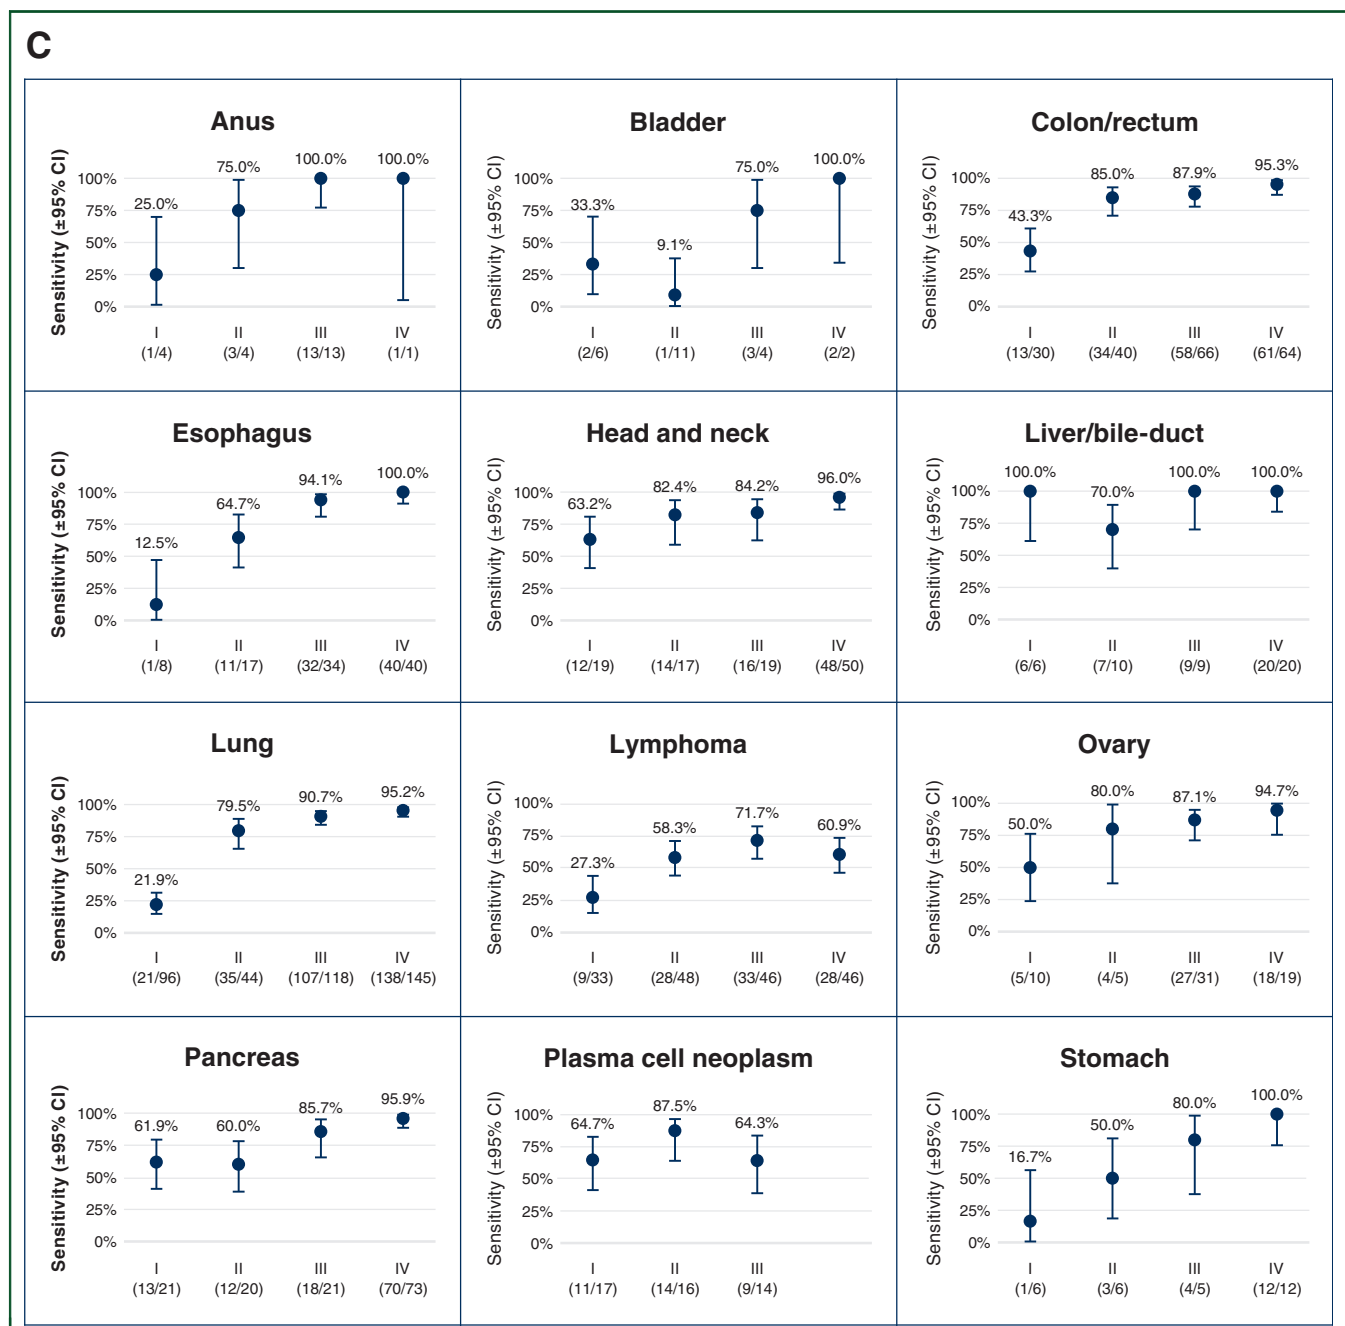 C
Anus
Sensitivity (±95% CI)
100%
75%
50%
25%
0%
25.0%
75.0%
100.0%
100.0%
I
II
III
IV
(1/4)
(3/4)
(13/13)
(1/1)
Bladder
Sensitivity (±95% CI)
100%
75%
50%
25%
0%
33.3%
9.1%
75.0%
100.0%
I
II
III
IV
(2/6)
(1/11)
(3/4)
(2/2)
Colon/rectum
Sensitivity (±95% CI)
100%
75%
50%
25%
0%
43.3%
85.0%
87.9%
95.3%
I
II
III
IV
(13/30)
(34/40)
(58/66)
(61/64)
Esophagus
Sensitivity (±95% CI)
100%
75%
50%
25%
0%
12.5%
64.7%
94.1%
100.0%
I
II
III
IV
(1/8)
(11/17)
(32/34)
(40/40)
Head and neck
Sensitivity (±95% CI)
100%
75%
50%
25%
0%
63.2%
82.4%
84.2%
96.0%
I
II
III
IV
(12/19)
(14/17)
(16/19)
(48/50)
Liver/bile-duct
Sensitivity (±95% CI)
100%
75%
50%
25%
0%
100.0%
70.0%
100.0%
100.0%
I
II
III
IV
(6/6)
(7/10)
(9/9)
(20/20)
Lung
Sensitivity (±95% CI)
100%
75%
50%
25%
0%
21.9%
79.5%
90.7%
95.2%
I
II
III
IV
(21/96)
(35/44)
(107/118)
(138/145)
Lymphoma
Sensitivity (±95% CI)
100%
75%
50%
25%
0%
27.3%
58.3%
71.7%
60.9%
I
II
III
IV
(9/33)
(28/48)
(33/46)
(28/46)
Ovary
Sensitivity (±95% CI)
100%
75%
50%
25%
0%
50.0%
80.0%
87.1%
94.7%
I
II
III
IV
(5/10)
(4/5)
(27/31)
(18/19)
Pancreas
Sensitivity (±95% CI)
100%
75%
50%
25%
0%
61.9%
60.0%
85.7%
95.9%
I
II
III
IV
(13/21)
(12/20)
(18/21)
(70/73)
Plasma cell neoplasm
Sensitivity (±95% CI)
100%
75%
50%
25%
0%
64.7%
87.5%
64.3%
I
II
III
(11/17)
(14/16)
(9/14)
Stomach
Sensitivity (±95% CI)
100%
75%
50%
25%
0%
16.7%
50.0%
80.0%
100.0%
I
II
III
IV
(1/6)
(3/6)
(4/5)
(12/12)